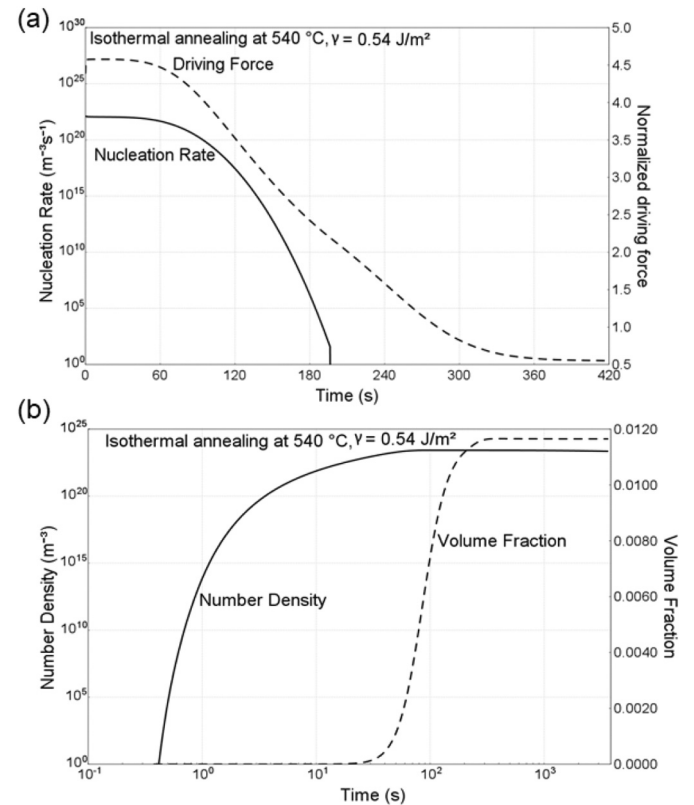 (a)
Isothermal annealing at 540 °C, γ = 0.54 J/m²
Driving Force
Nucleation Rate
Nucleation Rate (m⁻³s⁻¹)
10³⁰
10²⁵
10²⁰
10¹⁵
10¹⁰
10⁵
10⁰
5.0
4.5
4.0
3.5
3.0
2.5
2.0
1.5
1.0
0.5
Normalized driving
force
0 60 120 180 240 300 360 420
Time (s)
(b)
Isothermal annealing at 540 °C, γ = 0.54 J/m²
Volume Fraction
Number Density
Number Density (m⁻³)
10²⁵
10²⁰
10¹⁵
10¹⁰
10⁵
10⁰
0.0120
0.0100
0.0080
0.0060
0.0040
0.0020
0.0000
Volume Fraction
10⁻¹ 10⁰ 10¹ 10² 10³
Time (s)